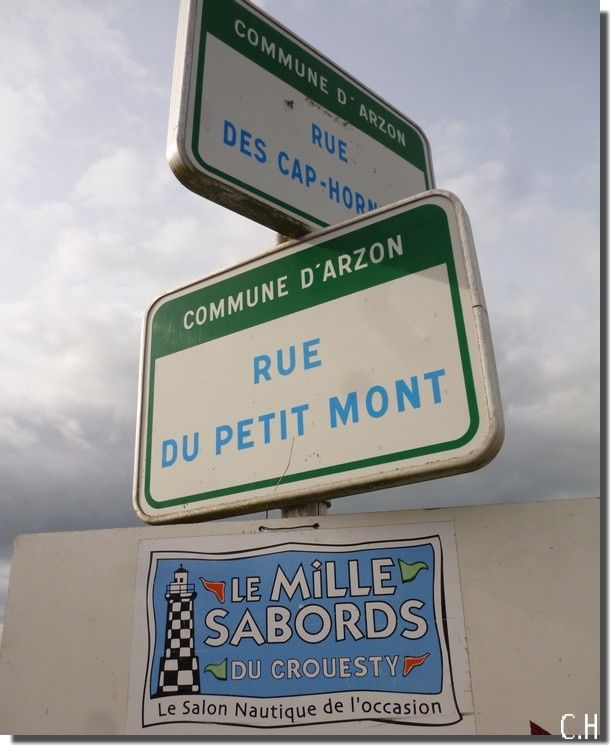 COMMUNE D'ARZON
RUE
DES CAP-HORN
COMMUNE D'ARZON
RUE
DU PETIT MONT
LE MiLLE
SABORDS
DU CROUESTY
Le Salon Nautique de l'occasion
C.H